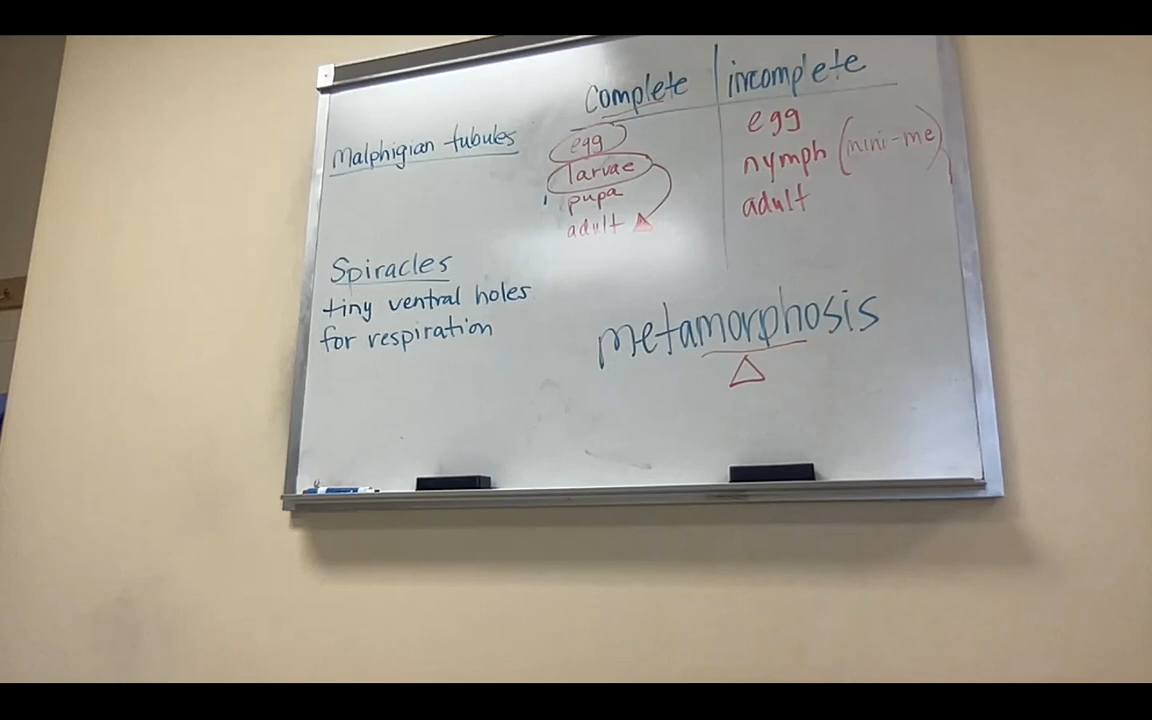 Malphigian tubules
Spiracles
tiny ventral holes
for respiration
Complete
egg
larvae
pupa
adult
incomplete
egg
nymph (mini-me)
adult
metamorphosis